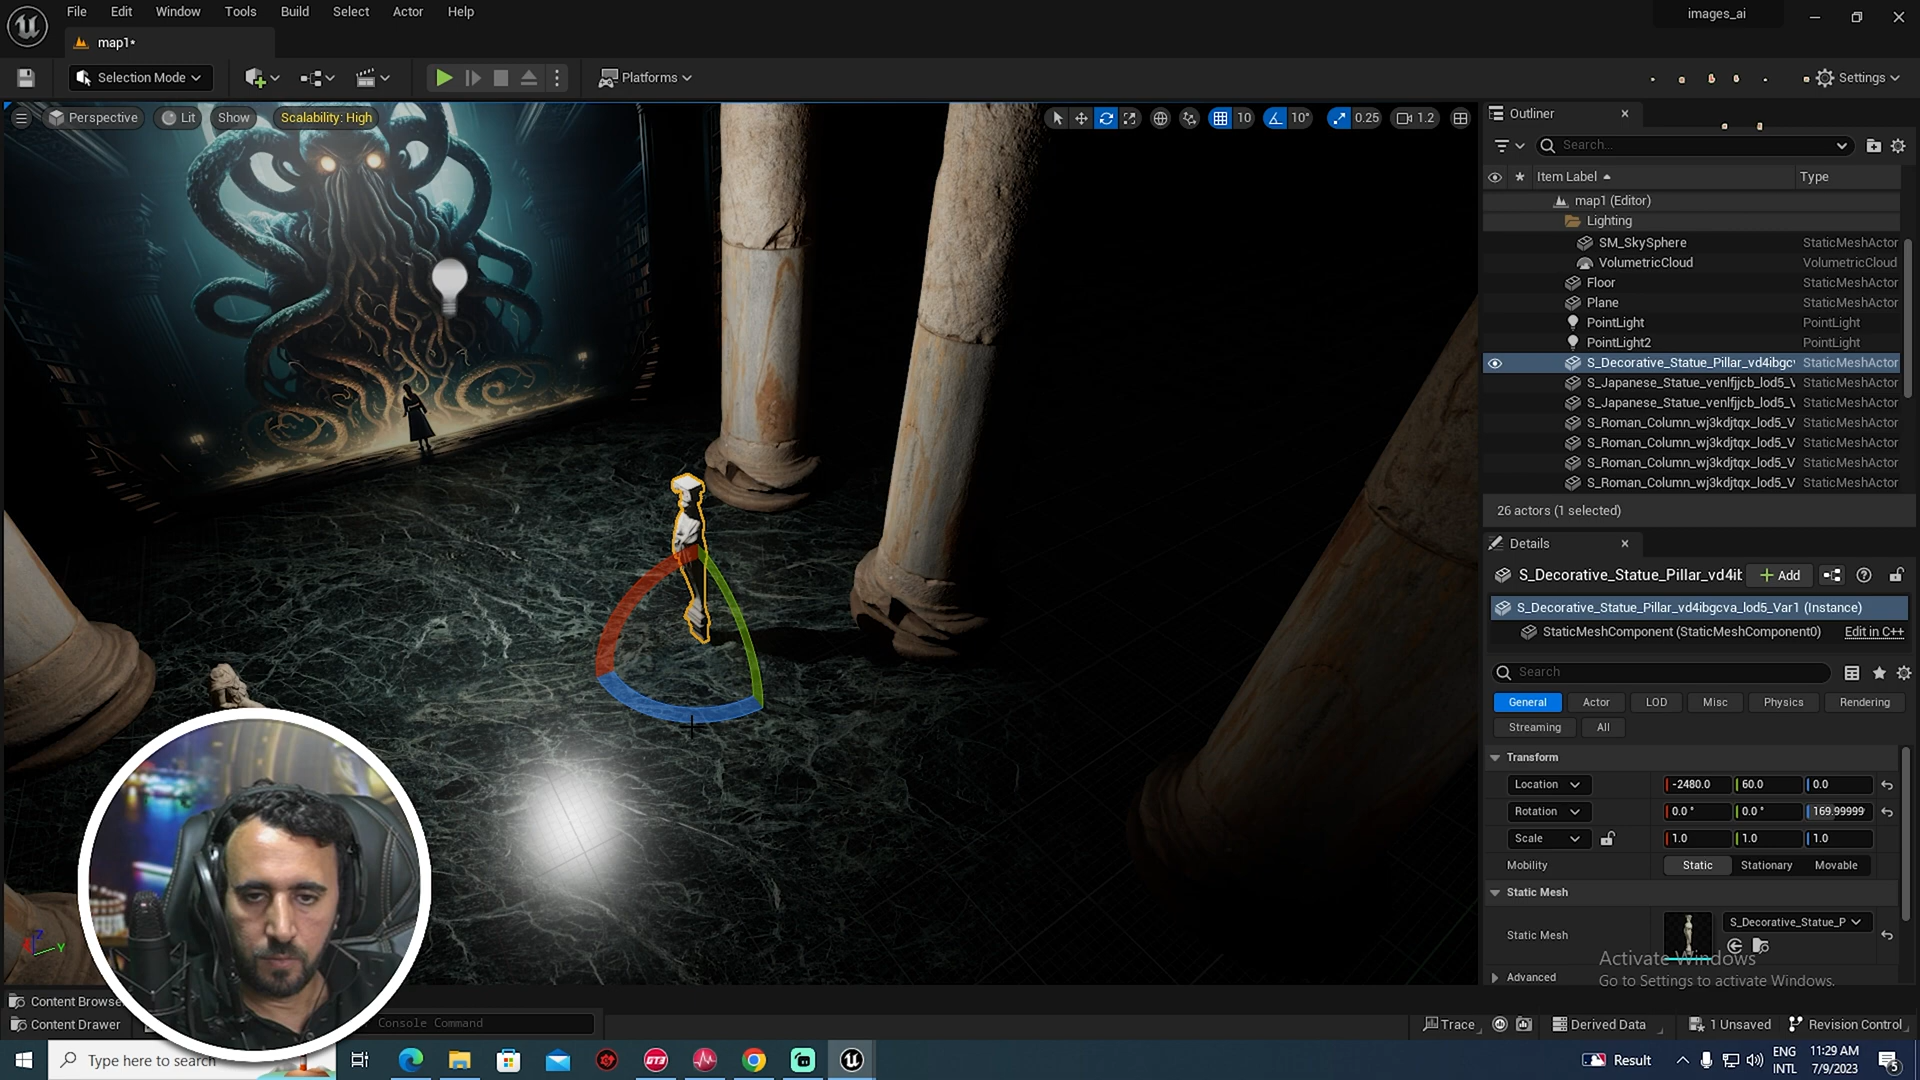 File Edit Window Tools Build Select Actor Help
images_ai
map1*
Selection Mode
Platforms
Settings
Perspective
Lit
Show
Scalability: High
10
10°
0.25
1.2
Outliner
Search...
Item Label
Type
map1 (Editor)
Lighting
SM_SkySphere StaticMeshActor
VolumetricCloud VolumetricCloud
Floor StaticMeshActor
Plane StaticMeshActor
PointLight PointLight
PointLight2 PointLight
S_Decorative_Statue_Pillar_vd4ibgcv StaticMeshActor
S_Japanese_Statue_venlfjjcb_lod5_V StaticMeshActor
S_Japanese_Statue_venlfjjcb_lod5_V StaticMeshActor
S_Roman_Column_wj3kdjtqx_lod5_V StaticMeshActor
S_Roman_Column_wj3kdjtqx_lod5_V StaticMeshActor
S_Roman_Column_wj3kdjtqx_lod5_V StaticMeshActor
S_Roman_Column_wj3kdjtqx_lod5_V StaticMeshActor
26 actors (1 selected)
Details
S_Decorative_Statue_Pillar_vd4ib
Add
S_Decorative_Statue_Pillar_vd4ibgcva_lod5_Var1 (Instance)
StaticMeshComponent (StaticMeshComponent0) Edit in C++
Search
General Actor LOD Misc Physics Rendering
Streaming All
Transform
Location -2480.0 60.0 0.0
Rotation 0.0° 0.0° 169.99999
Scale 1.0 1.0 1.0
Mobility Static Stationary Movable
Static Mesh
Static Mesh S_Decorative_Statue_P
Advanced
Activate Windows
Go to Settings to activate Windows.
Z
Y
Content Browse
Content Drawer
Console Command
Trace
Derived Data
1 Unsaved
Revision Control
Type here to search
GT3
Result
ENG
INTL
11:29 AM
7/9/2023
5